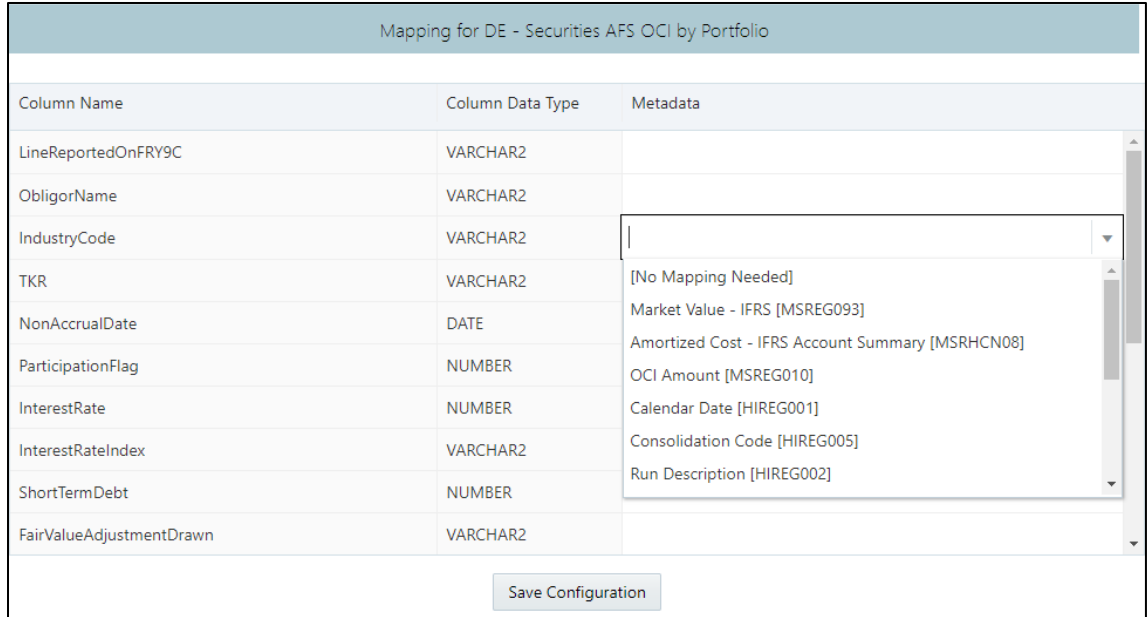 Mapping for DE - Securities AFS OCI by Portfolio
Column Name Column Data Type Metadata
LineReportedOnFRY9C VARCHAR2
ObligorName VARCHAR2
IndustryCode VARCHAR2
TKR VARCHAR2
[No Mapping Needed]
Market Value - IFRS [MSREG093]
NonAccrualDate DATE
Amortized Cost - IFRS Account Summary [MSRHCN08]
ParticipationFlag NUMBER
OCI Amount [MSREG010]
InterestRate NUMBER
Calendar Date [HIREG001]
Consolidation Code [HIREG005]
InterestRateIndex VARCHAR2
Run Description [HIREG002]
ShortTermDebt NUMBER
FairValueAdjustmentDrawn VARCHAR2
Save Configuration